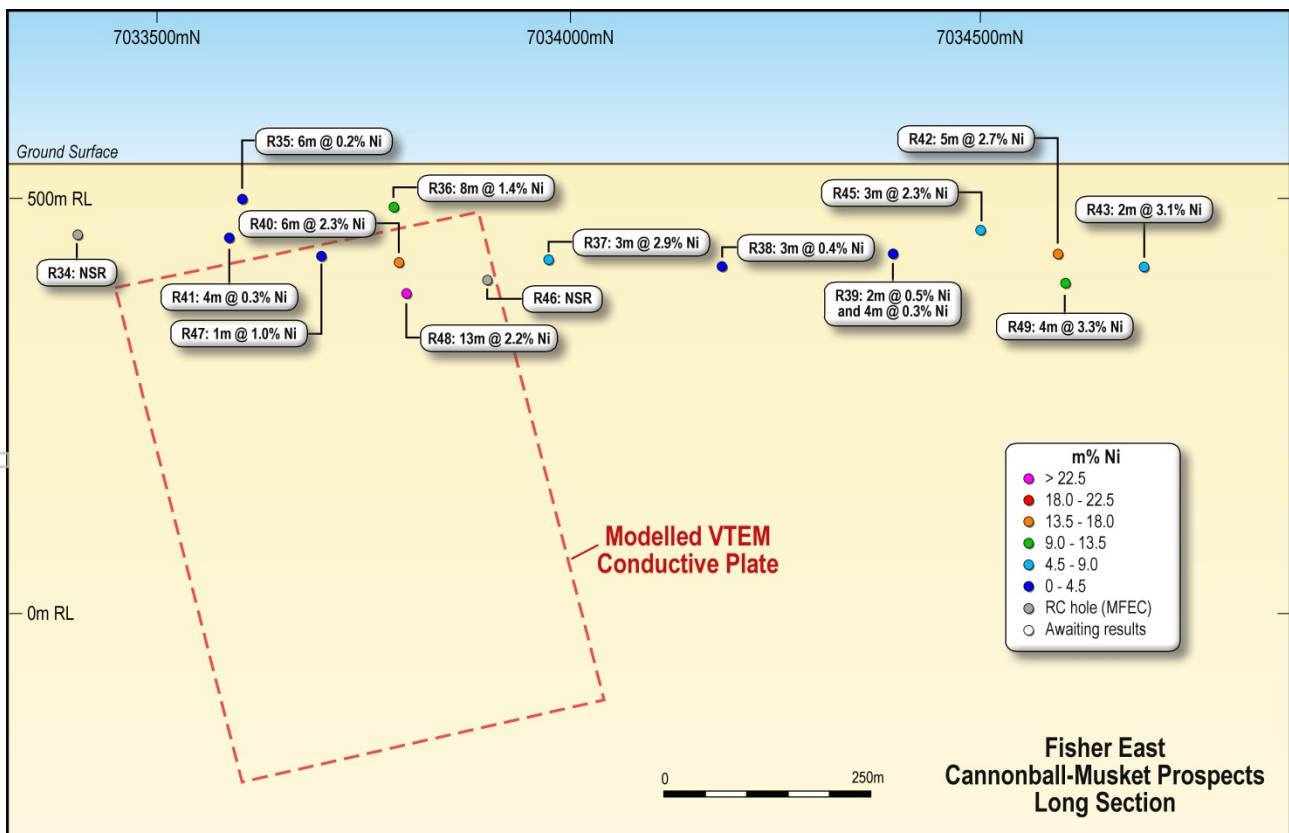 7033500mN
7034000mN
7034500mN
Ground Surface
500m RL
0m RL
R35: 6m @ 0.2% Ni
R42: 5m @ 2.7% Ni
R36: 8m @ 1.4% Ni
R45: 3m @ 2.3% Ni
R43: 2m @ 3.1% Ni
R40: 6m @ 2.3% Ni
R37: 3m @ 2.9% Ni
R38: 3m @ 0.4% Ni
R34: NSR
R41: 4m @ 0.3% Ni
R46: NSR
R39: 2m @ 0.5% Ni
and 4m @ 0.3% Ni
R47: 1m @ 1.0% Ni
R48: 13m @ 2.2% Ni
R49: 4m @ 3.3% Ni
Modelled VTEM
Conductive Plate
m% Ni
> 22.5
18.0 - 22.5
13.5 - 18.0
9.0 - 13.5
4.5 - 9.0
0 - 4.5
RC hole (MFEC)
Awaiting results
0
250m
Fisher East
Cannonball-Musket Prospects
Long Section